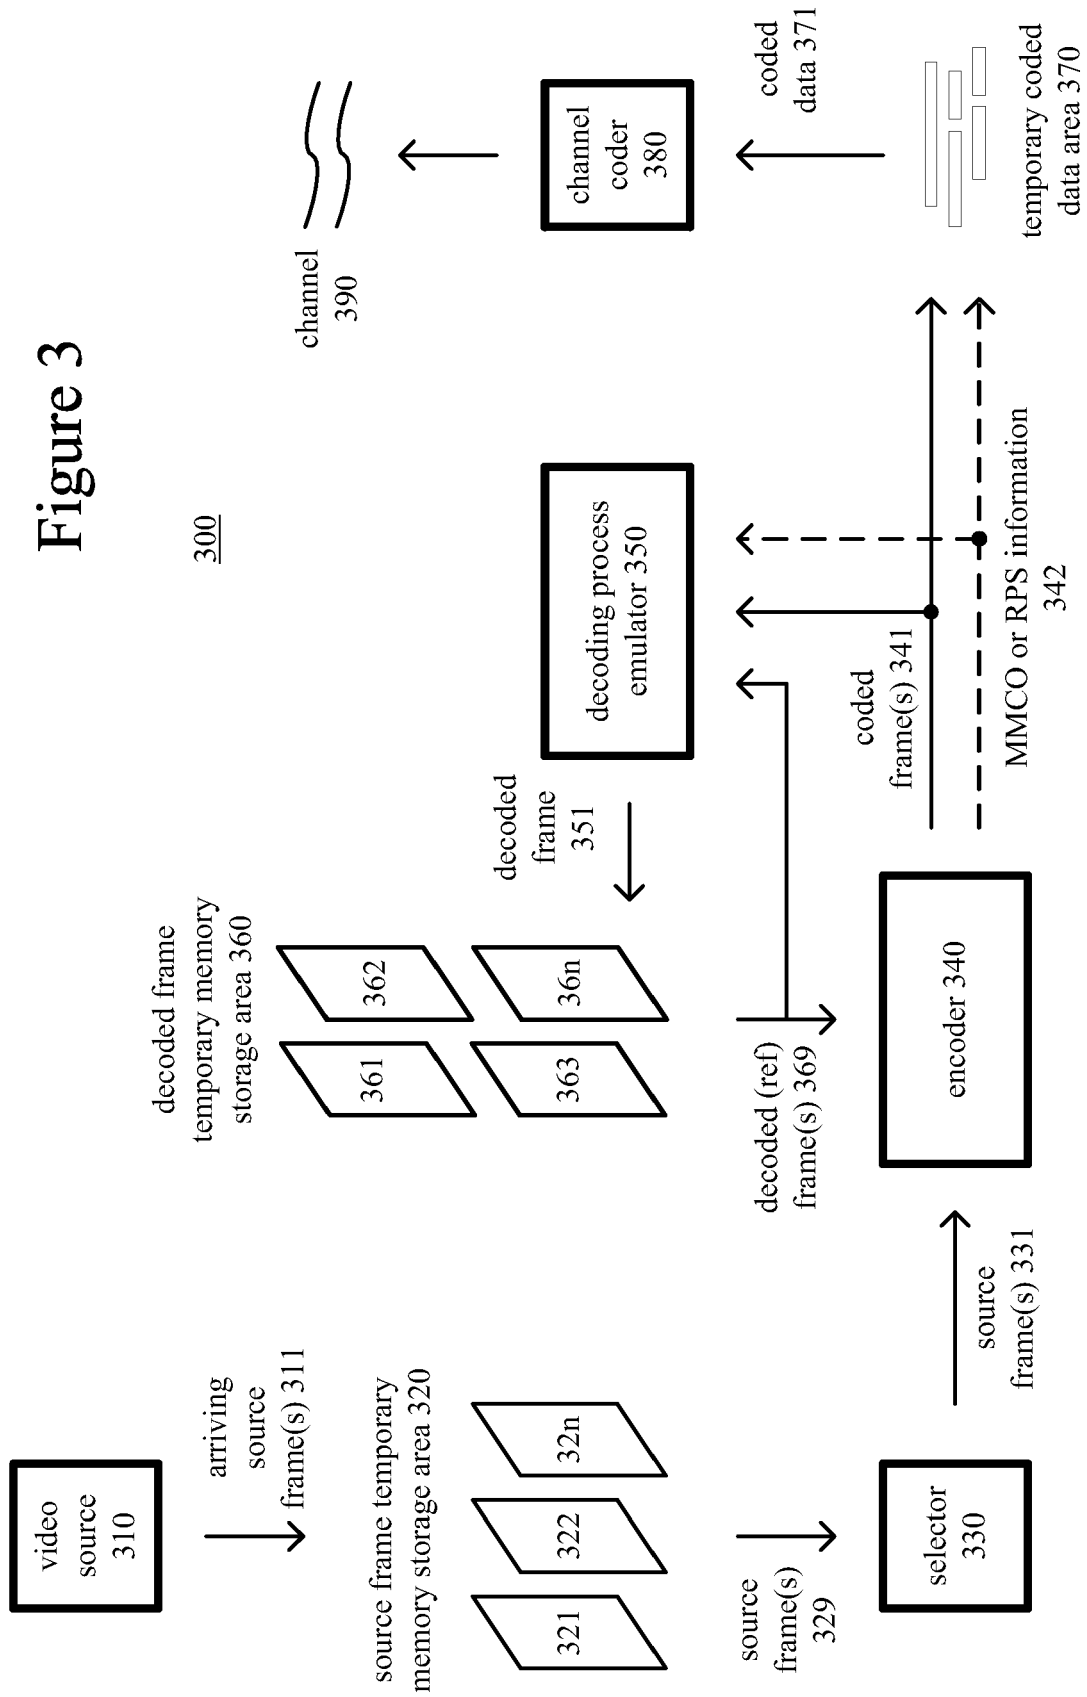 Figure 3
300
video
source
310
arriving
source
frame(s) 311
source frame temporary
memory storage area 320
321
322
32n
source
frame(s)
329
selector
330
source
frame(s) 331
encoder 340
decoded frame
temporary memory
storage area 360
361
362
363
36n
decoded (ref)
frame(s) 369
decoded
frame
351
decoding process
emulator 350
coded
frame(s) 341
MMCO or RPS information
342
temporary coded
data area 370
coded
data 371
channel
coder
380
channel
390